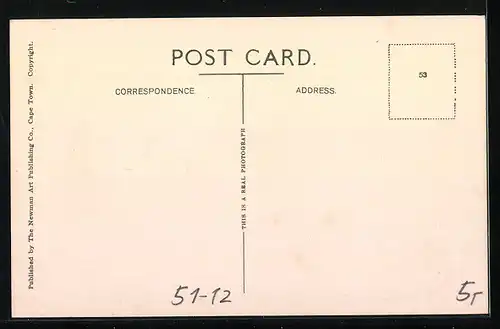 POST CARD.
CORRESPONDENCE
ADDRESS.
53
Published by The Newman Art Publishing Co., Cape Town. Copyright.
THIS IS A REAL PHOTOGRAPH
51-12
5r